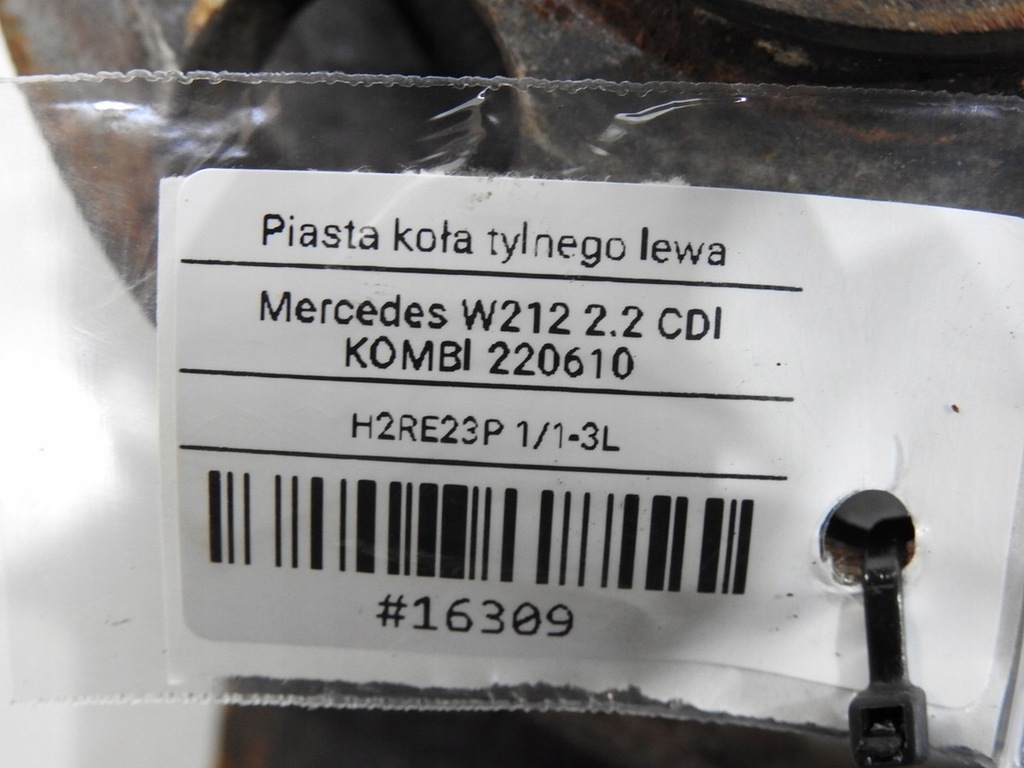 Piasta koła tylnego lewa
Mercedes W212 2.2 CDI
KOMBI 220610
H2RE23P 1/1-3L
#16309